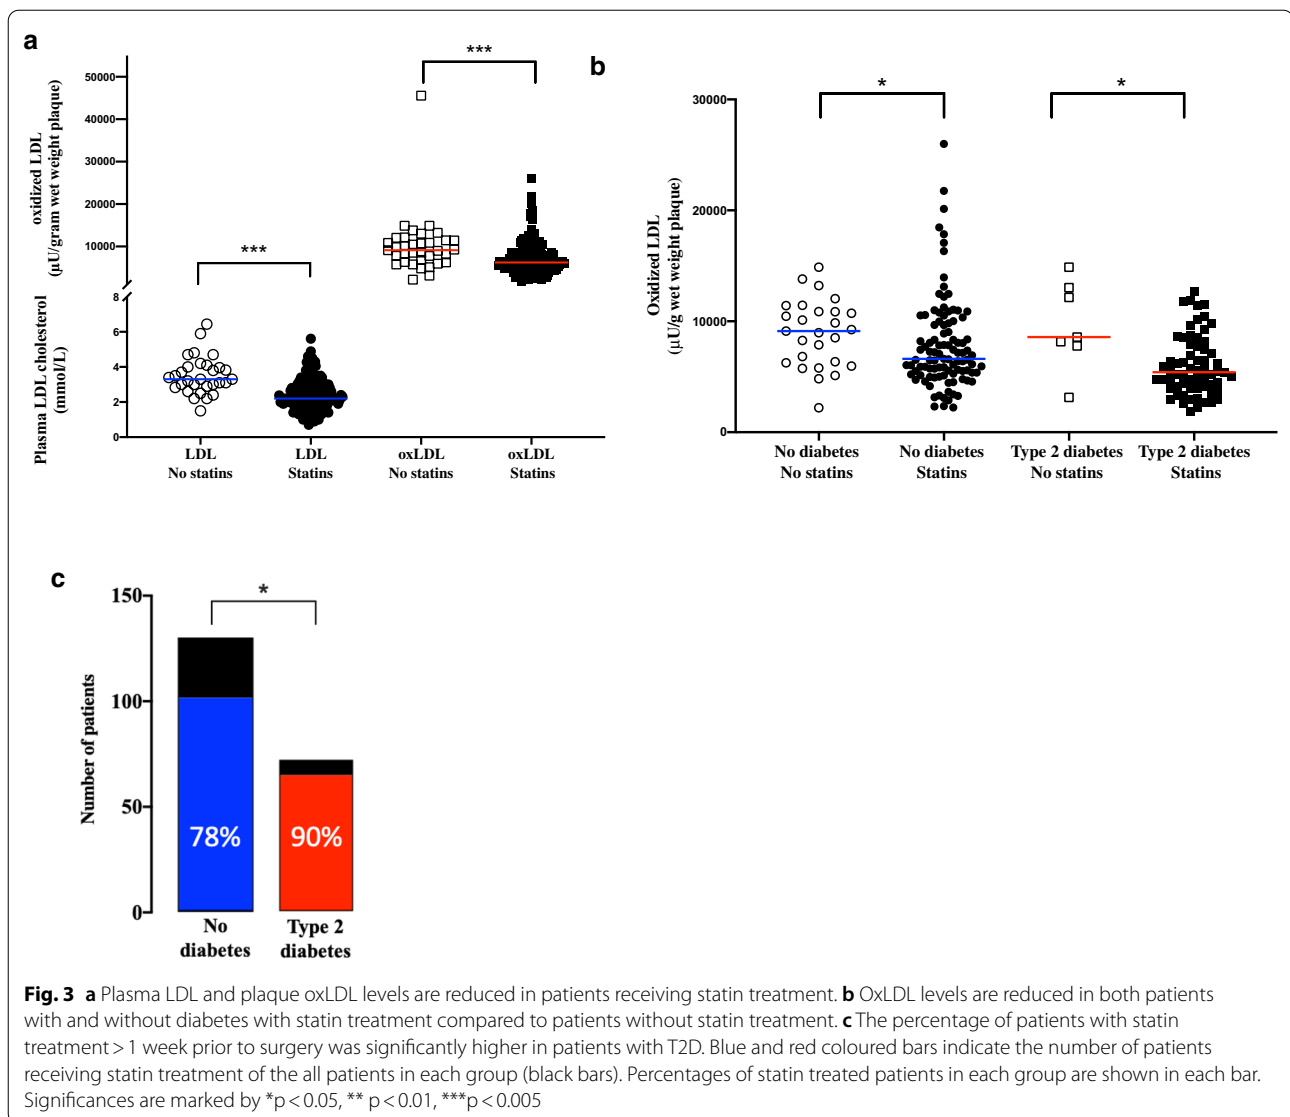 a
***
50000
40000
30000
20000
10000
oxidized LDL
(µU/gram wet weight plaque)
***
8
6
4
2
0
Plasma LDL cholesterol
(mmol/L)
LDL
No statins
LDL
Statins
oxLDL
No statins
oxLDL
Statins
b
*
*
30000
20000
10000
0
Oxidized LDL
(µU/g wet weight plaque)
No diabetes
No statins
No diabetes
Statins
Type 2 diabetes
No statins
Type 2 diabetes
Statins
c
*
150
100
50
0
Number of patients
78%
90%
No
diabetes
Type 2
diabetes
Fig. 3 a Plasma LDL and plaque oxLDL levels are reduced in patients receiving statin treatment. b OxLDL levels are reduced in both patients
with and without diabetes with statin treatment compared to patients without statin treatment. c The percentage of patients with statin
treatment > 1 week prior to surgery was significantly higher in patients with T2D. Blue and red coloured bars indicate the number of patients
receiving statin treatment of the all patients in each group (black bars). Percentages of statin treated patients in each group are shown in each bar.
Significances are marked by *p < 0.05, ** p < 0.01, ***p < 0.005